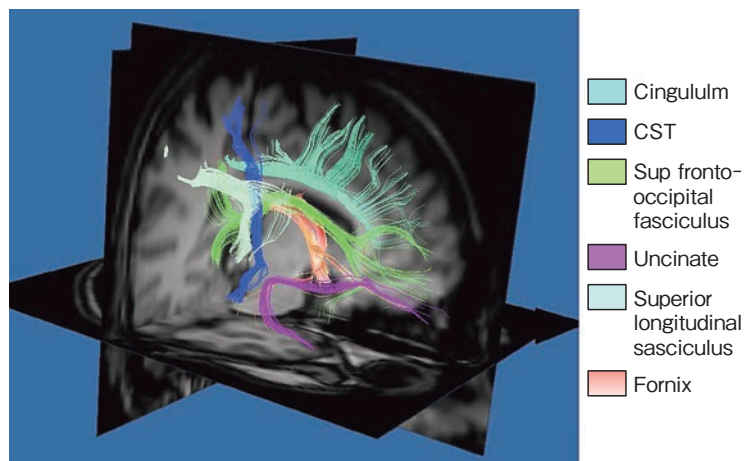 Cingululm
CST
Sup fronto-
occipital
fasciculus
Uncinate
Superior
longitudinal
sasciculus
Fornix